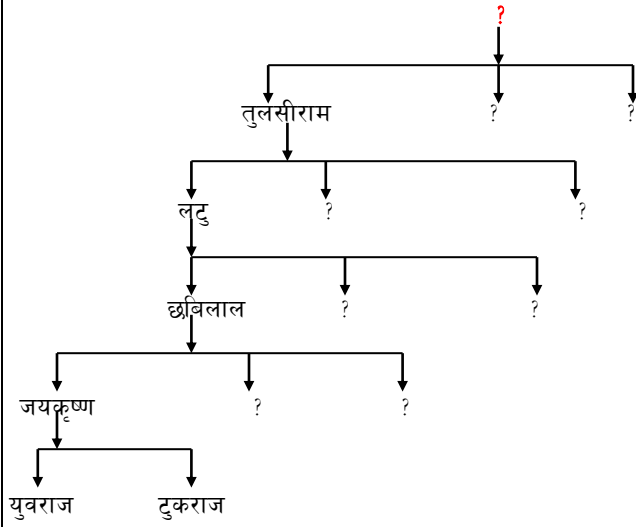 ?
तुलसीराम ? ?
लटु ? ?
छबिलाल ? ?
जयकृष्ण ? ?
युवराज टुकराज